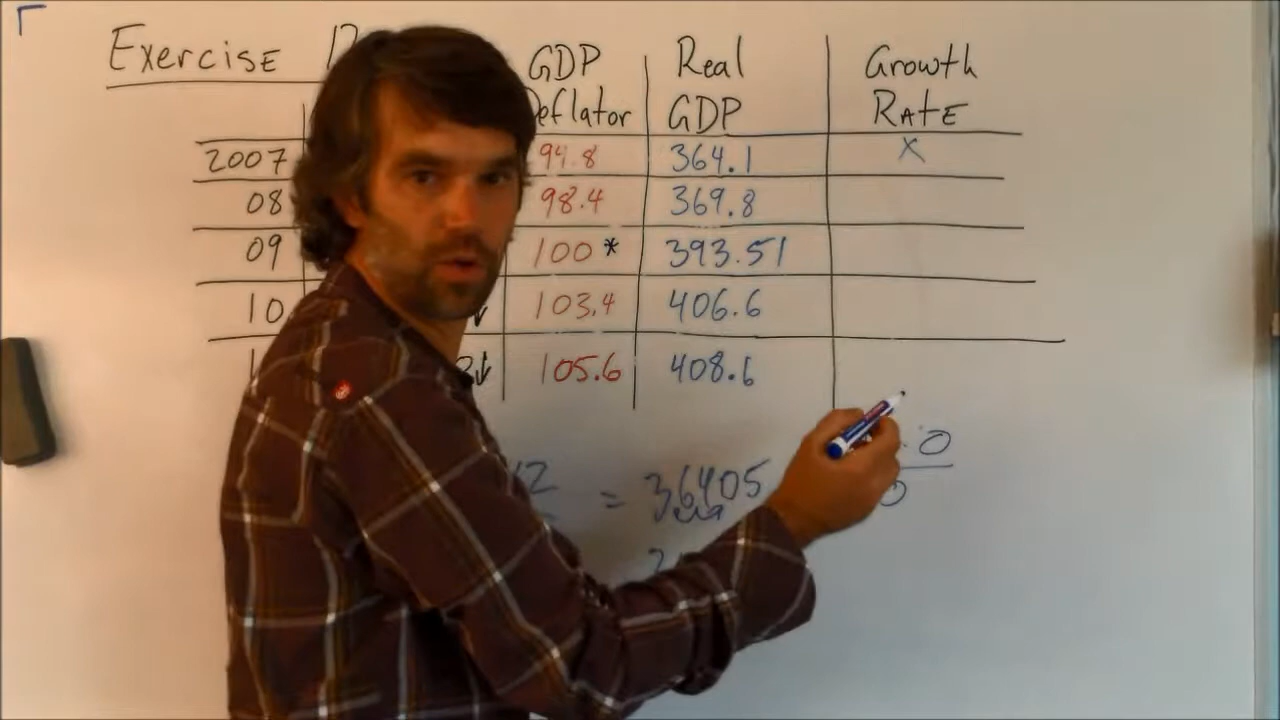 Exercise
GDP Real Growth
Deflator GDP RATE
2007 94.8 364.1 X
08 98.4 369.8
09 100 * 393.51
10 103.4 406.6
105.6 408.6
= 36405